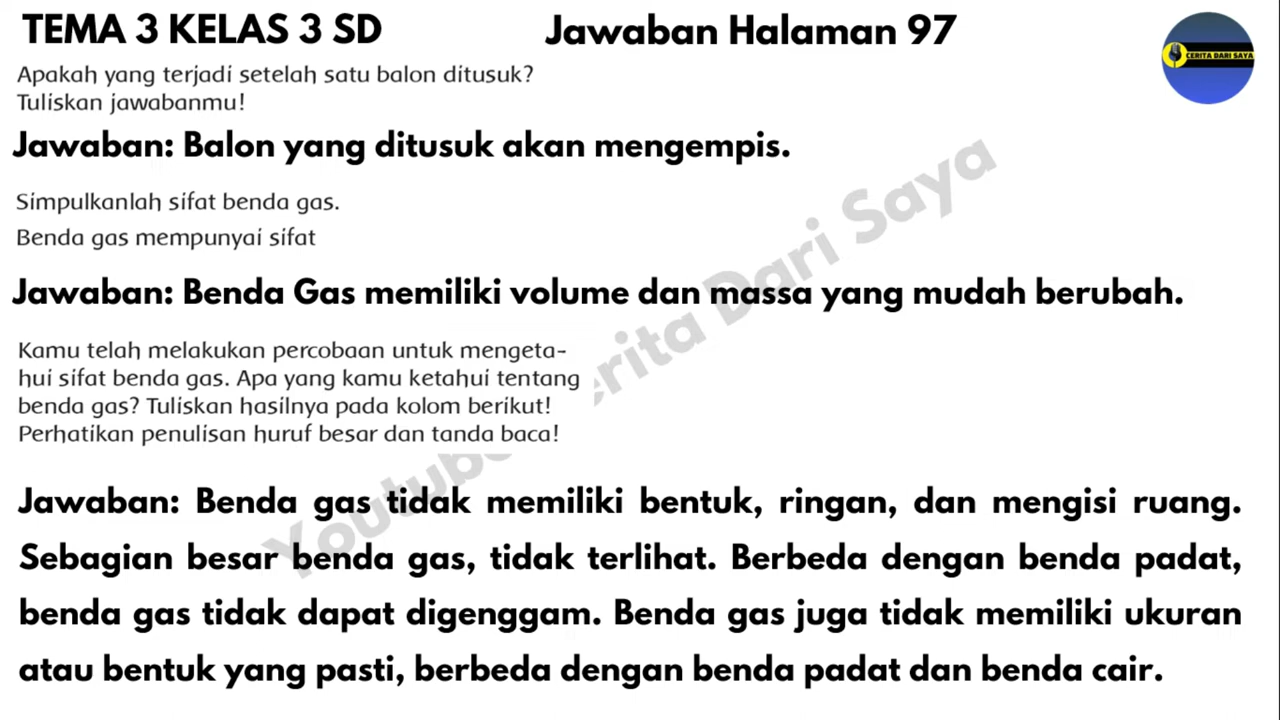 TEMA 3 KELAS 3 SD
Jawaban Halaman 97
CERITA DARI SAYA
Apakah yang terjadi setelah satu balon ditusuk?
Tuliskan jawabanmu!
Jawaban: Balon yang ditusuk akan mengempis.
Simpulkanlah sifat benda gas.
Benda gas mempunyai sifat
Jawaban: Benda Gas memiliki volume dan massa yang mudah berubah.
Kamu telah melakukan percobaan untuk mengeta-
hui sifat benda gas. Apa yang kamu ketahui tentang
benda gas? Tuliskan hasilnya pada kolom berikut!
Perhatikan penulisan huruf besar dan tanda baca!
Jawaban: Benda gas tidak memiliki bentuk, ringan, dan mengisi ruang.
Sebagian besar benda gas, tidak terlihat. Berbeda dengan benda padat,
benda gas tidak dapat digenggam. Benda gas juga tidak memiliki ukuran
atau bentuk yang pasti, berbeda dengan benda padat dan benda cair.
Dari Saya